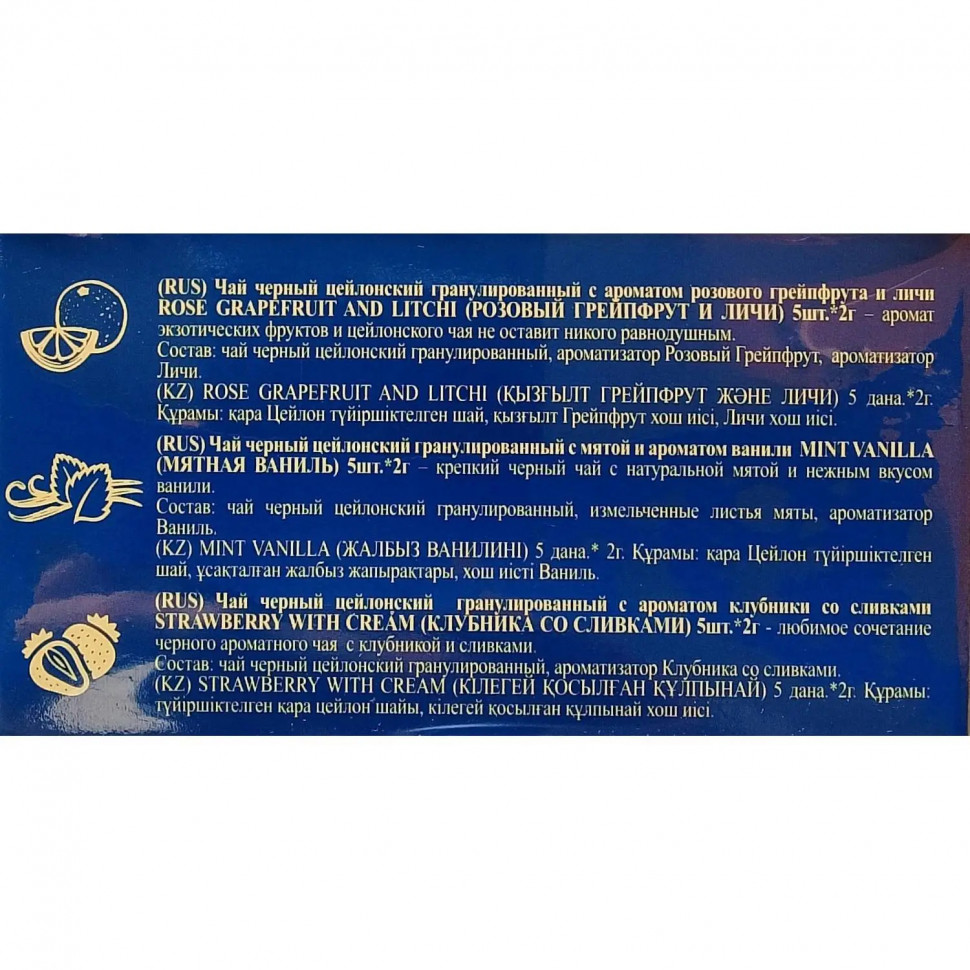 (RUS) Чай черный цейлонский гранулированный с ароматом розового грейпфрута и личи
ROSE GRAPEFRUIT AND LITCHI (РОЗОВЫЙ ГРЕЙПФРУТ И ЛИЧИ) 5шт.*2г – аромат
экзотических фруктов и цейлонского чая не оставит никого равнодушным.
Состав: чай черный цейлонский гранулированный, ароматизатор Розовый Грейпфрут, ароматизатор
Личи.
(KZ) ROSE GRAPEFRUIT AND LITCHI (ҚЫЗҒЫЛТ ГРЕЙПФРУТ ЖӘНЕ ЛИЧИ) 5 дана.*2г.
Құрамы: қара Цейлон түйіршіктелген шай, қызғылт Грейпфрут хош иісі, Личи хош иісі.
(RUS) Чай черный цейлонский гранулированный с мятой и ароматом ванили MINT VANILLA
(МЯТНАЯ ВАНИЛЬ) 5шт.*2г – крепкий черный чай с натуральной мятой и нежным вкусом
ванили.
Состав: чай черный цейлонский гранулированный, измельченные листья мяты, ароматизатор
Ваниль.
(KZ) MINT VANILLA (ЖАЛБЫЗ ВАНИЛИНІ) 5 дана.* 2г. Құрамы: қара Цейлон түйіршіктелген
шай, ұсақталған жалбыз жапырақтары, хош иісті Ваниль.
(RUS) Чай черный цейлонский гранулированный с ароматом клубники со сливками
STRAWBERRY WITH CREAM (КЛУБНИКА СО СЛИВКАМИ) 5шт.*2г - любимое сочетание
черного ароматного чая с клубникой и сливками.
Состав: чай черный цейлонский гранулированный, ароматизатор Клубника со сливками.
(KZ) STRAWBERRY WITH CREAM (КІЛЕГЕЙ ҚОСЫЛҒАН ҚҰЛПЫНАЙ) 5 дана.*2г. Құрамы:
түйіршіктелген қара цейлон шайы, кілегей қосылған құлпынай хош иісі.